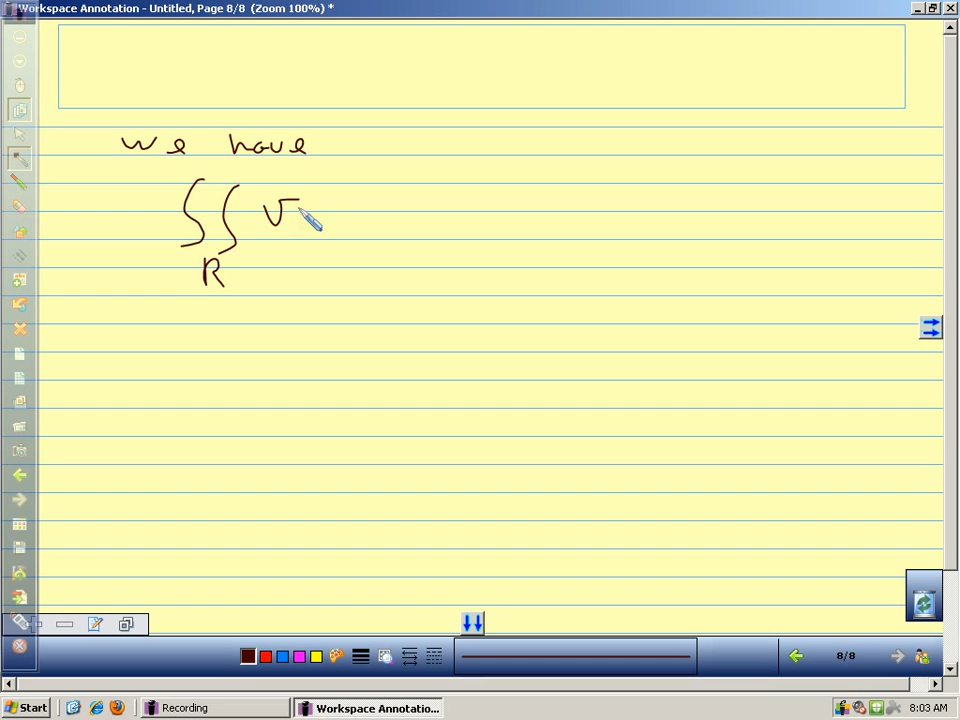 Workspace Annotation - Untitled, Page 8/8 (Zoom 100%) *
we have
∫∫
R
8/8
Start
Recording
Workspace Annotatio...
8:03 AM